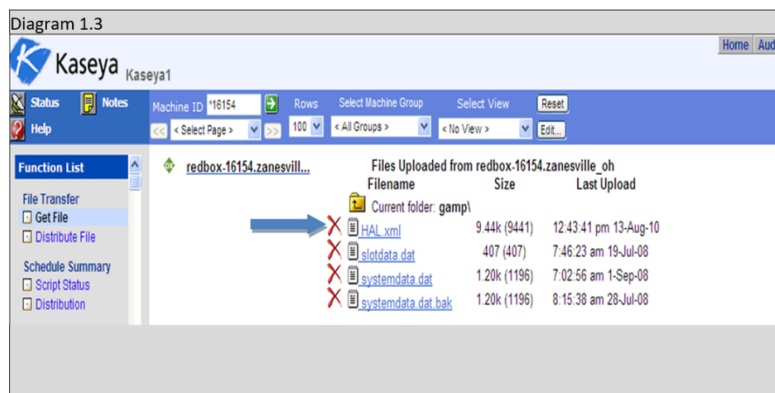 Diagram 1.3
Kaseya Kaseya1
Home Aud
Status Notes Machine ID *16154 Rows Select Machine Group Select View Reset
Help << < Select Page > >> 100 < All Groups > < No View > Edit...
Function List
File Transfer
Get File
Distribute File
Schedule Summary
Script Status
Distribution
OK redbox-16154.zanesvill...
Files Uploaded from redbox-16154.zanesville_oh
Filename Size Last Upload
Current folder: gamp\
HAL.xml 9.44k (9441) 12:43:41 pm 13-Aug-10
slotdata.dat 407 (407) 7:46:23 am 19-Jul-08
systemdata.dat 1.20k (1196) 7:02:56 am 1-Sep-08
systemdata.dat.bak 1.20k (1196) 8:15:38 am 28-Jul-08